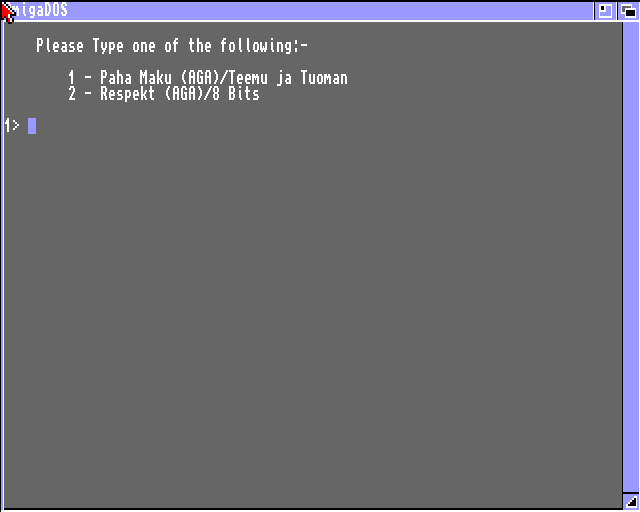 AmigaDOS
Please Type one of the following:-
1 - Paha Maku (AGA)/Teemu ja Tuoman
2 - Respekt (AGA)/8 Bits
1>